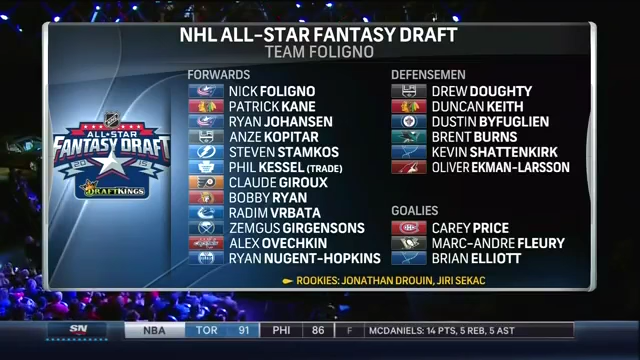 NHL ALL-STAR FANTASY DRAFT
TEAM FOLIGNO
ALL-STAR
FANTASY DRAFT
2015
DRAFTKINGS
FORWARDS
NICK FOLIGNO
PATRICK KANE
RYAN JOHANSEN
ANZE KOPITAR
STEVEN STAMKOS
PHIL KESSEL (TRADE)
CLAUDE GIROUX
BOBBY RYAN
RADIM VRBATA
ZEMGUS GIRGENSONS
ALEX OVECHKIN
RYAN NUGENT-HOPKINS
DEFENSEMEN
DREW DOUGHTY
DUNCAN KEITH
DUSTIN BYFUGLIEN
BRENT BURNS
KEVIN SHATTENKIRK
OLIVER EKMAN-LARSSON
GOALIES
CAREY PRICE
MARC-ANDRE FLEURY
BRIAN ELLIOTT
ROOKIES: JONATHAN DROUIN, JIRI SEKAC
SN NBA TOR 91 PHI 86 F MCDANIELS: 14 PTS, 5 REB, 5 AST